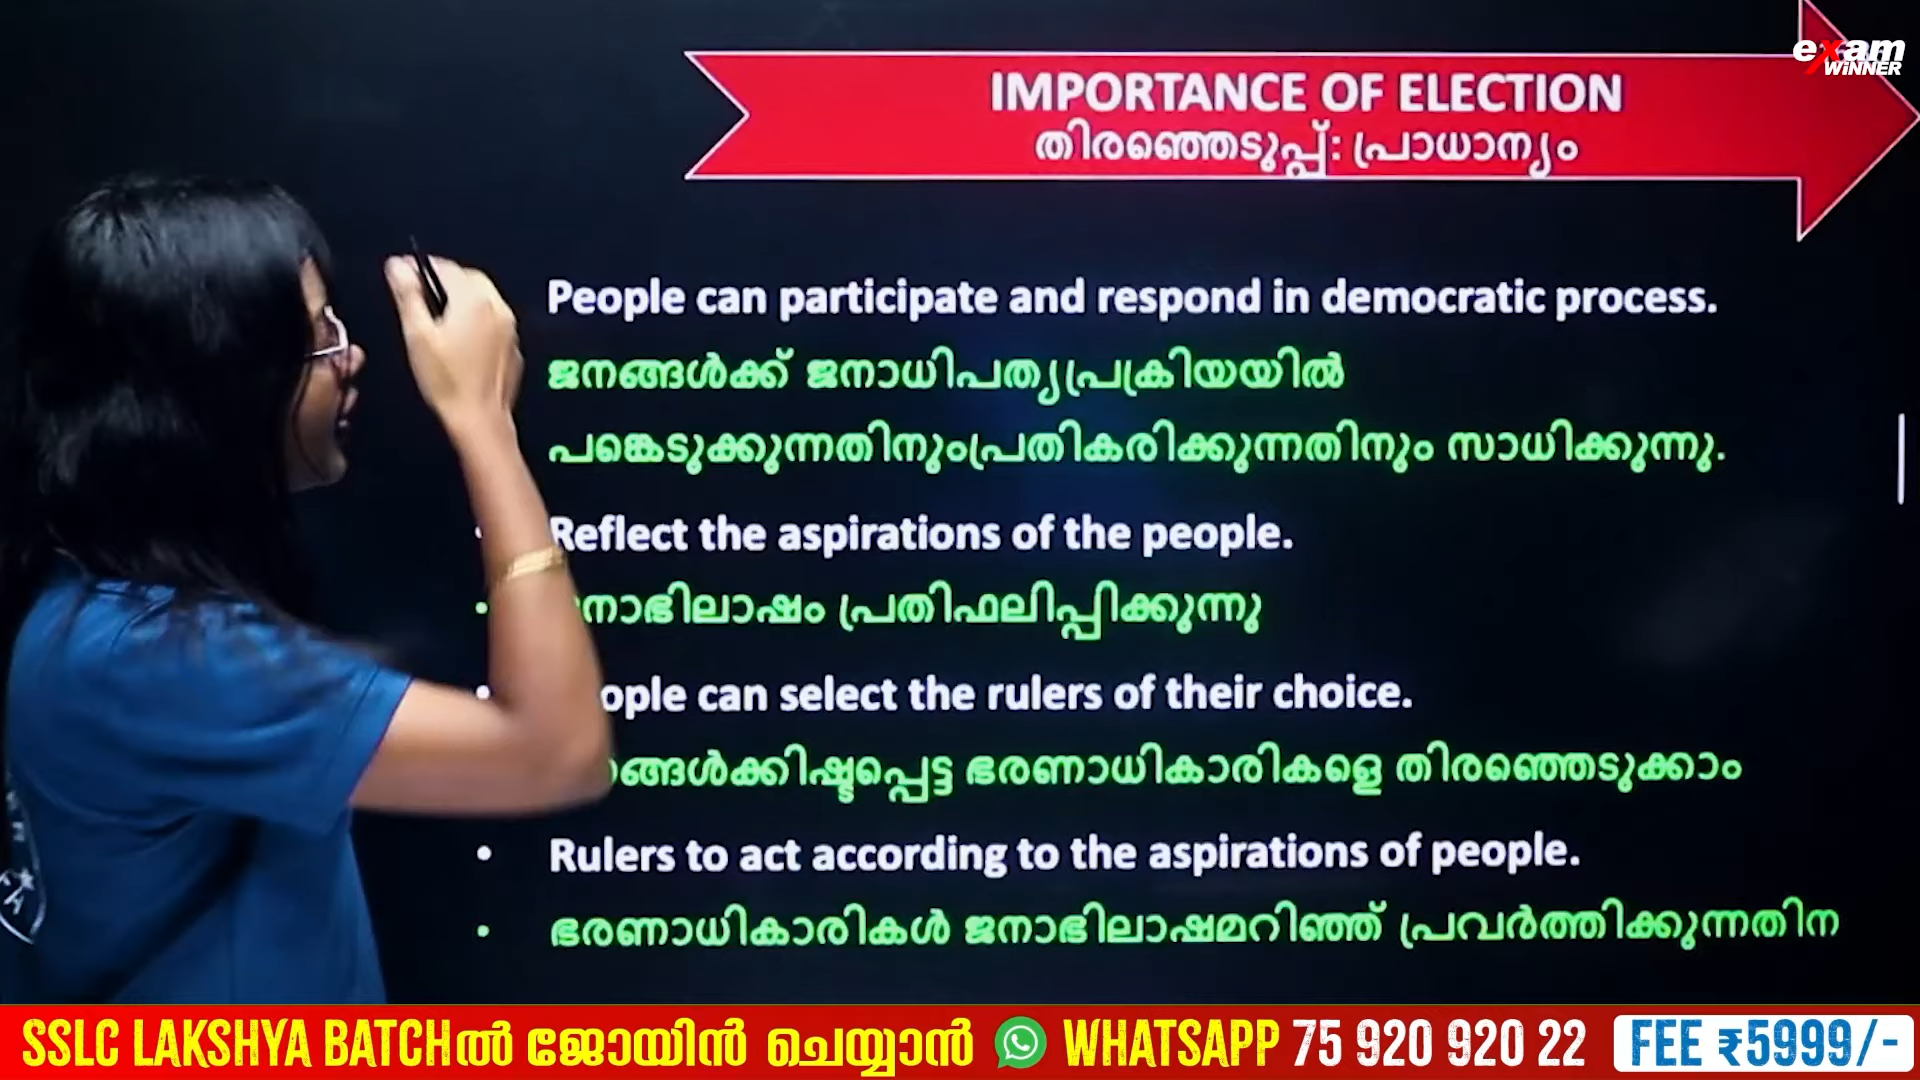 exam
WINNER
IMPORTANCE OF ELECTION
തിരഞ്ഞെടുപ്പ്: പ്രാധാന്യം
People can participate and respond in democratic process.
ജനങ്ങൾക്ക് ജനാധിപത്യപ്രക്രിയയിൽ
പങ്കെടുക്കുന്നതിനുംപ്രതികരിക്കുന്നതിനും സാധിക്കുന്നു.
• Reflect the aspirations of the people.
• നാഭിലാഷം പ്രതിഫലിപ്പിക്കുന്നു
• ople can select the rulers of their choice.
ങ്ങൾക്കിഷ്ടപ്പെട്ട ഭരണാധികാരികളെ തിരഞ്ഞെടുക്കാം
• Rulers to act according to the aspirations of people.
• ഭരണാധികാരികൾ ജനാഭിലാഷമറിഞ്ഞ് പ്രവർത്തിക്കുന്നതിന
SSLC LAKSHYA BATCHൽ ജോയിൻ ചെയ്യാൻ WHATSAPP 75 920 920 22 FEE ₹5999/-